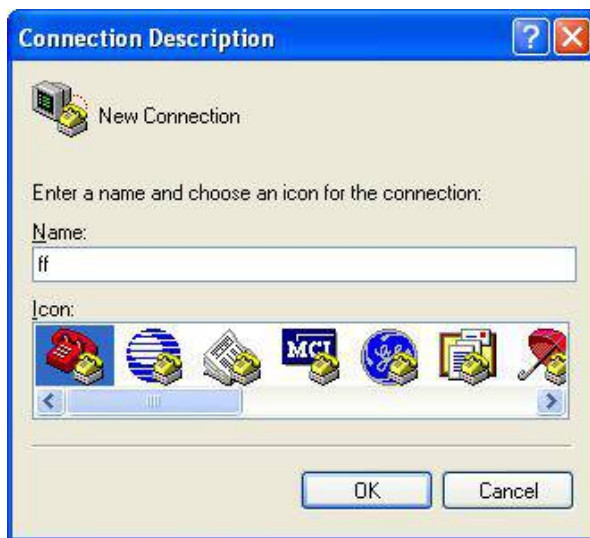 Connection Description
New Connection
Enter a name and choose an icon for the connection:
Name:
ff
Icon:
MCI
OK Cancel